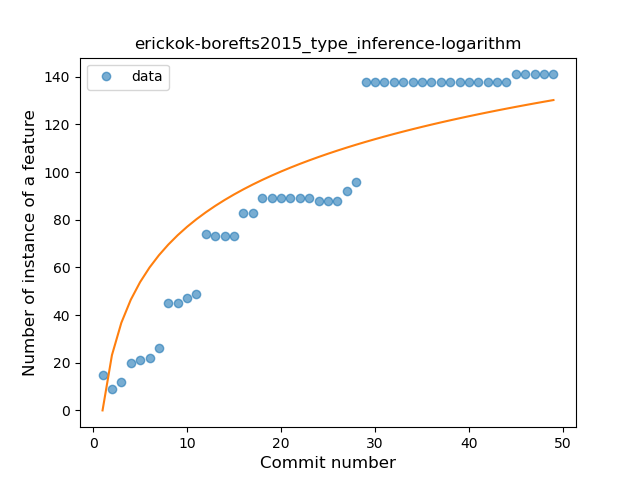 erickok-borefts2015_type_inference-logarithm
data
Number of instance of a feature
140
120
100
80
60
40
20
0
0 10 20 30 40 50
Commit number